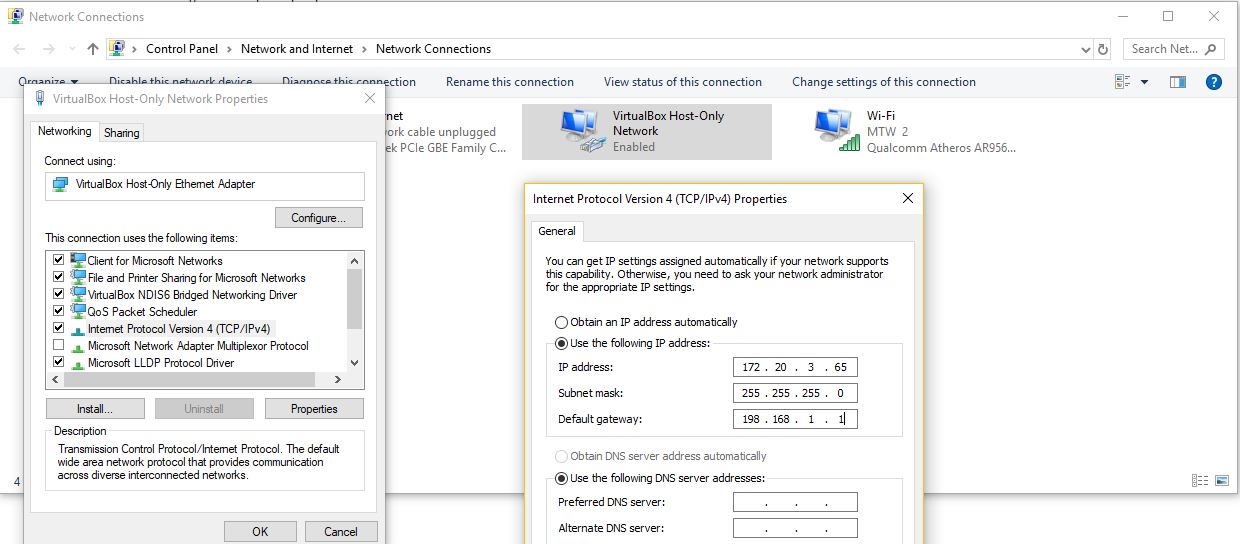 Network Connections
Control Panel > Network and Internet > Network Connections
Search Net...
Organize Disable this network device Diagnose this connection Rename this connection View status of this connection Change settings of this connection
VirtualBox Host-Only Network Properties
Networking
Sharing
Connect using:
VirtualBox Host-Only Ethernet Adapter
Configure...
This connection uses the following items:
Client for Microsoft Networks
File and Printer Sharing for Microsoft Networks
VirtualBox NDIS6 Bridged Networking Driver
QoS Packet Scheduler
Internet Protocol Version 4 (TCP/IPv4)
Microsoft Network Adapter Multiplexor Protocol
Microsoft LLDP Protocol Driver
Install...
Uninstall
Properties
Description
Transmission Control Protocol/Internet Protocol. The default
wide area network protocol that provides communication
across diverse interconnected networks.
OK
Cancel
4
rnet
ork cable unplugged
ek PCIe GBE Family C...
VirtualBox Host-Only
Network
Enabled
Wi-Fi
MTW 2
Qualcomm Atheros AR956...
Internet Protocol Version 4 (TCP/IPv4) Properties
General
You can get IP settings assigned automatically if your network supports
this capability. Otherwise, you need to ask your network administrator
for the appropriate IP settings.
Obtain an IP address automatically
Use the following IP address:
IP address:
172 . 20 . 3 . 65
Subnet mask:
255 . 255 . 255 . 0
Default gateway:
198 . 168 . 1 . 1
Obtain DNS server address automatically
Use the following DNS server addresses:
Preferred DNS server:
. . .
Alternate DNS server:
. . .